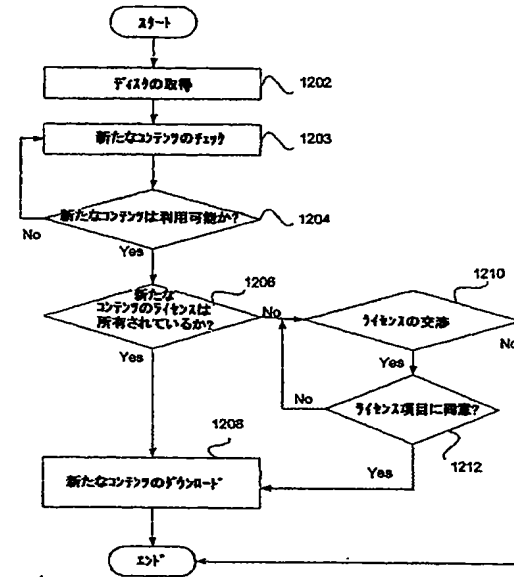 スタート
ディスクの取得
1202
新たなコンテンツのチェック
1203
新たなコンテンツは利用可能か?
1204
No
Yes
新たな
コンテンツのライセンスは
所有されているか?
1206
No
Yes
ライセンスの交渉
1210
No
Yes
ライセンス項目に同意?
1212
No
Yes
新たなコンテンツのダウンロード
1208
エンド